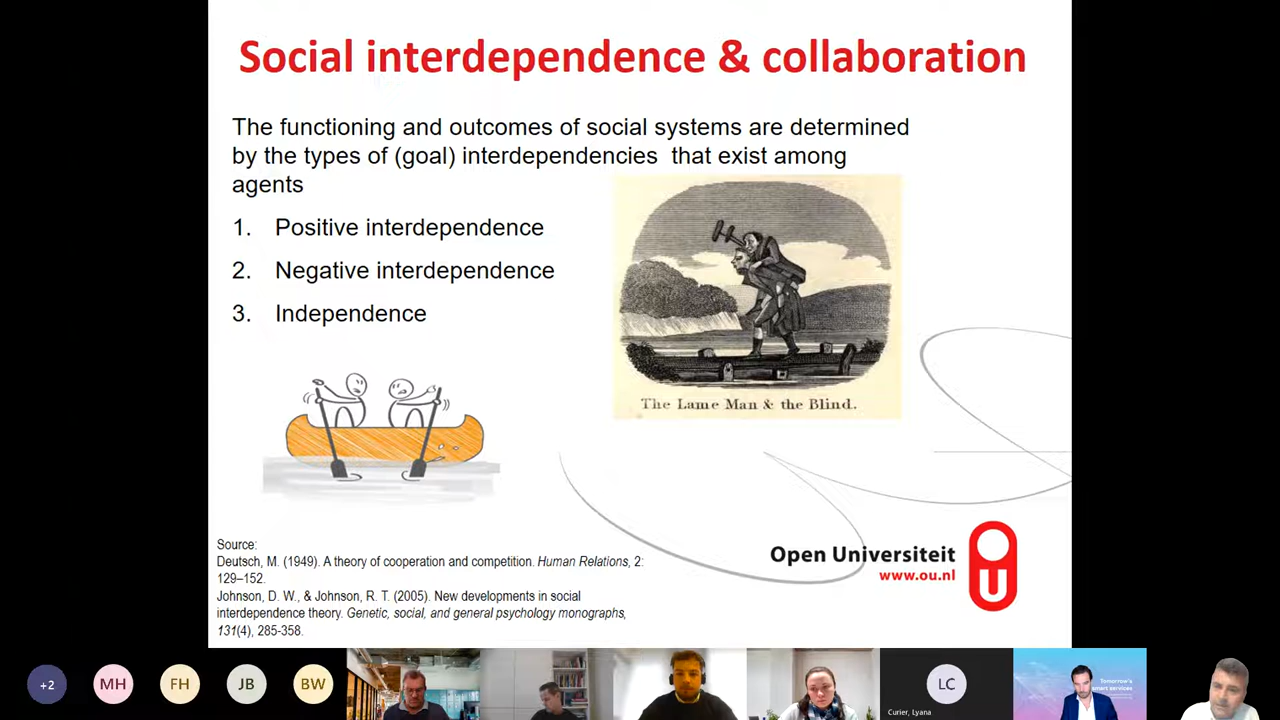 Social interdependence & collaboration
The functioning and outcomes of social systems are determined
by the types of (goal) interdependencies that exist among
agents
1. Positive interdependence
2. Negative interdependence
3. Independence
The Lame Man & the Blind.
Source:
Deutsch, M. (1949). A theory of cooperation and competition. Human Relations, 2:
129–152.
Johnson, D. W., & Johnson, R. T. (2005). New developments in social
interdependence theory. Genetic, social, and general psychology monographs,
131(4), 285-358.
Open Universiteit
www.ou.nl
+2
MH
FH
JB
BW
LC
Curier, Lyana
Tomorrow's
smart services